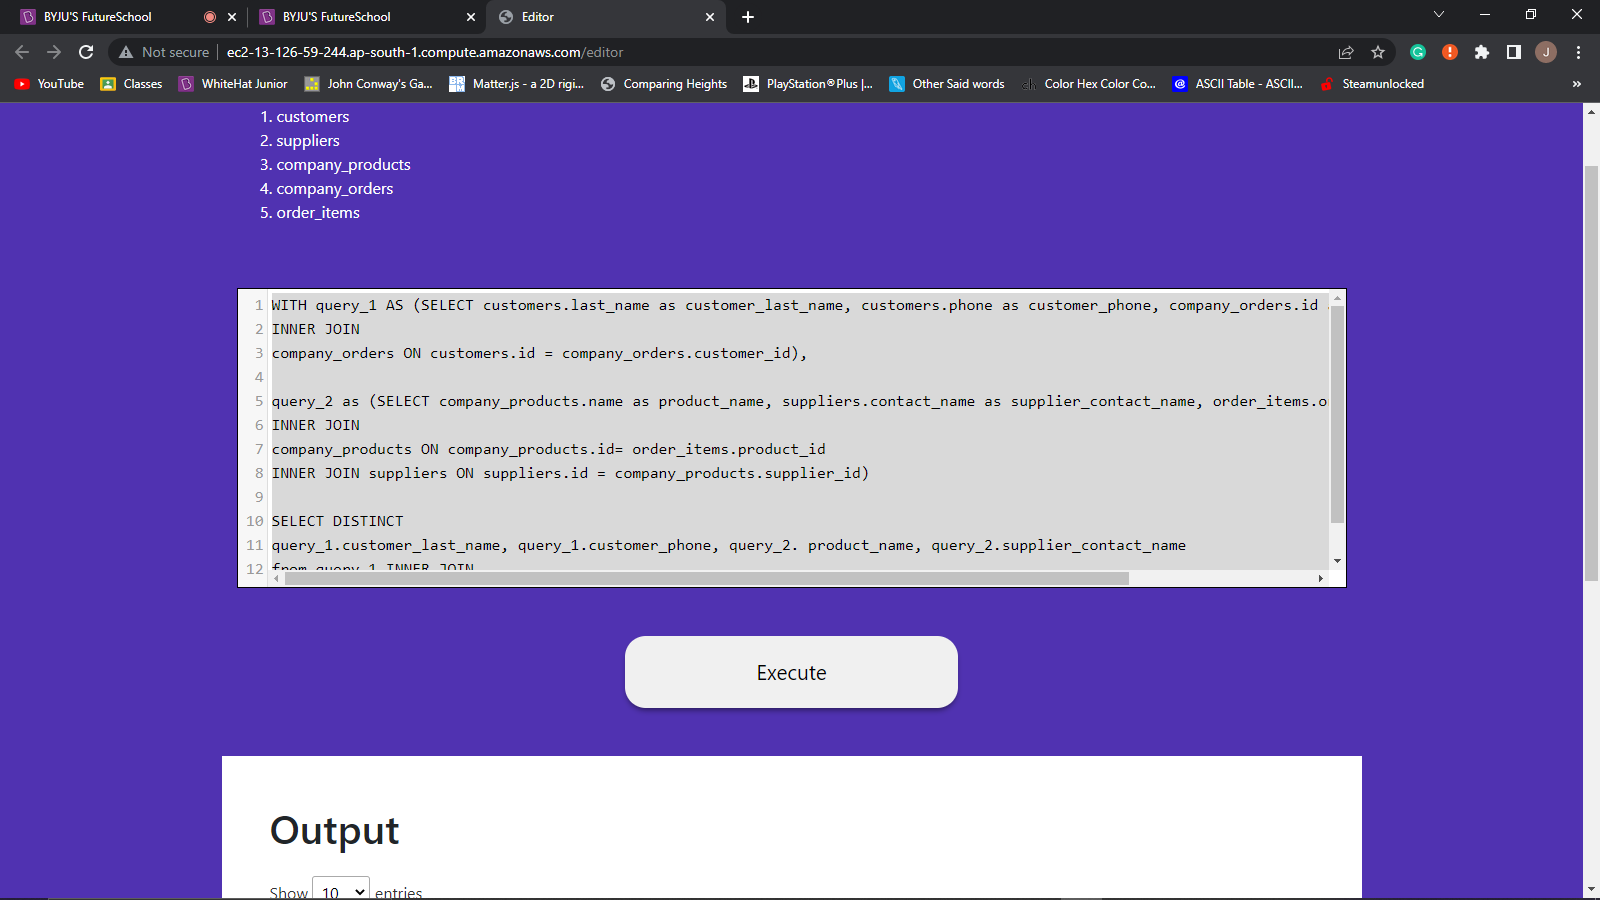 BYJU'S FutureSchool
BYJU'S FutureSchool
Editor
Not secure
ec2-13-126-59-244.ap-south-1.compute.amazonaws.com/editor
J
YouTube
Classes
WhiteHat Junior
John Conway's Ga...
Matter.js - a 2D rigi...
Comparing Heights
PlayStation®Plus |...
Other Said words
Color Hex Color Co...
ASCII Table - ASCII...
Steamunlocked
»
1. customers
2. suppliers
3. company_products
4. company_orders
5. order_items
1 WITH query_1 AS (SELECT customers.last_name as customer_last_name, customers.phone as customer_phone, company_orders.id
2 INNER JOIN
3 company_orders ON customers.id = company_orders.customer_id),
4
5 query_2 as (SELECT company_products.name as product_name, suppliers.contact_name as supplier_contact_name, order_items.o
6 INNER JOIN
7 company_products ON company_products.id= order_items.product_id
8 INNER JOIN suppliers ON suppliers.id = company_products.supplier_id)
9
10 SELECT DISTINCT
11 query_1.customer_last_name, query_1.customer_phone, query_2. product_name, query_2.supplier_contact_name
12 from query_1 INNER JOIN
Execute
Output
Show 10 entries